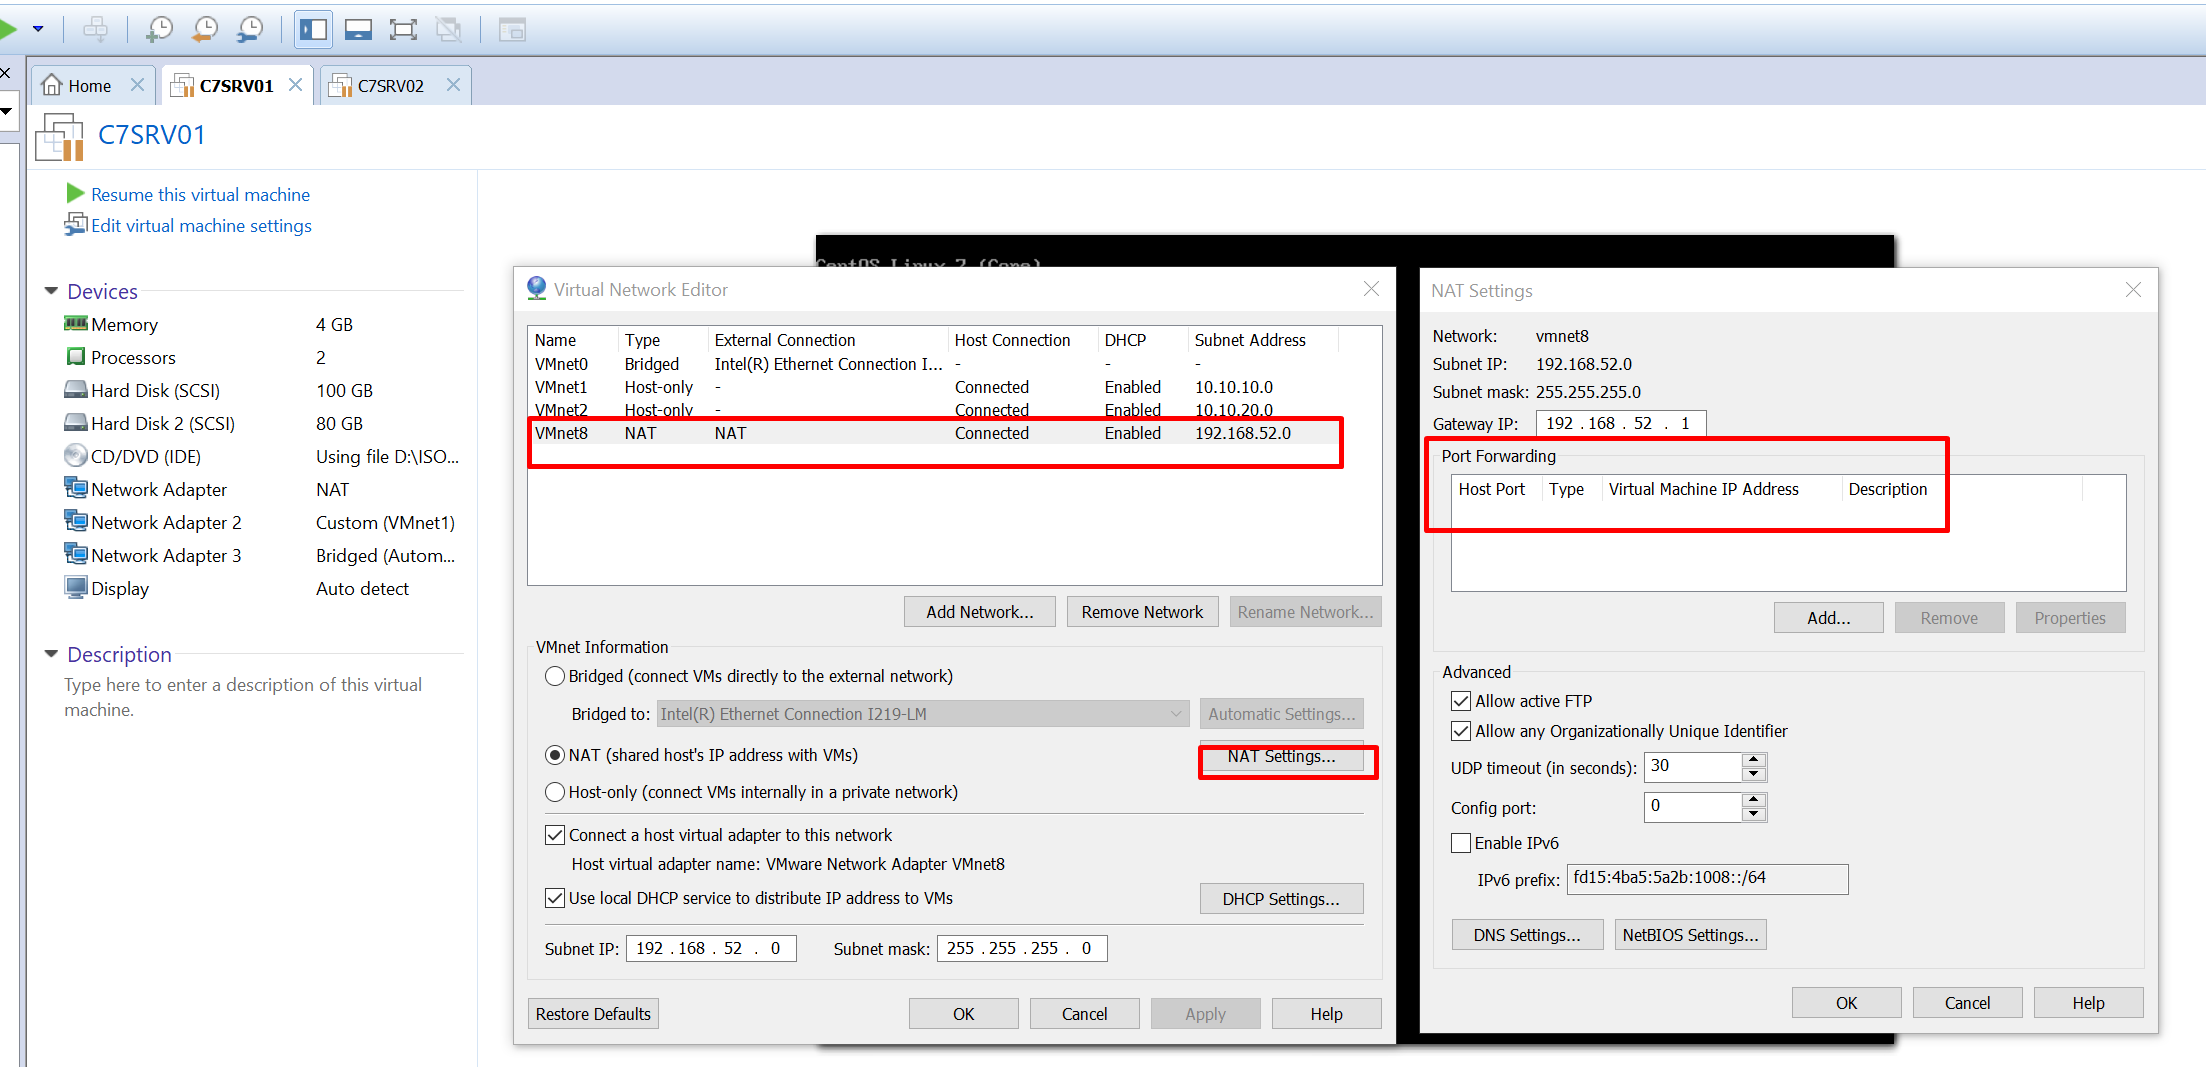 Home
C7SRV01
C7SRV02
C7SRV01
Resume this virtual machine
Edit virtual machine settings
Devices
Memory 4 GB
Processors 2
Hard Disk (SCSI) 100 GB
Hard Disk 2 (SCSI) 80 GB
CD/DVD (IDE) Using file D:\ISO...
Network Adapter NAT
Network Adapter 2 Custom (VMnet1)
Network Adapter 3 Bridged (Autom...
Display Auto detect
Description
Type here to enter a description of this virtual
machine.
CentOS Linux 7 (Core)
Virtual Network Editor
Name Type External Connection Host Connection DHCP Subnet Address
VMnet0 Bridged Intel(R) Ethernet Connection I... - - -
VMnet1 Host-only - Connected Enabled 10.10.10.0
VMnet2 Host-only - Connected Enabled 10.10.20.0
VMnet8 NAT NAT Connected Enabled 192.168.52.0
Add Network... Remove Network Rename Network...
VMnet Information
Bridged (connect VMs directly to the external network)
Bridged to: Intel(R) Ethernet Connection I219-LM Automatic Settings...
NAT (shared host's IP address with VMs) NAT Settings...
Host-only (connect VMs internally in a private network)
Connect a host virtual adapter to this network
Host virtual adapter name: VMware Network Adapter VMnet8
Use local DHCP service to distribute IP address to VMs DHCP Settings...
Subnet IP: 192 . 168 . 52 . 0 Subnet mask: 255 . 255 . 255 . 0
Restore Defaults OK Cancel Apply Help
NAT Settings
Network: vmnet8
Subnet IP: 192.168.52.0
Subnet mask: 255.255.255.0
Gateway IP: 192 . 168 . 52 . 1
Port Forwarding
Host Port Type Virtual Machine IP Address Description
Add... Remove Properties
Advanced
Allow active FTP
Allow any Organizationally Unique Identifier
UDP timeout (in seconds): 30
Config port: 0
Enable IPv6
IPv6 prefix: fd15:4ba5:5a2b:1008::/64
DNS Settings... NetBIOS Settings...
OK Cancel Help